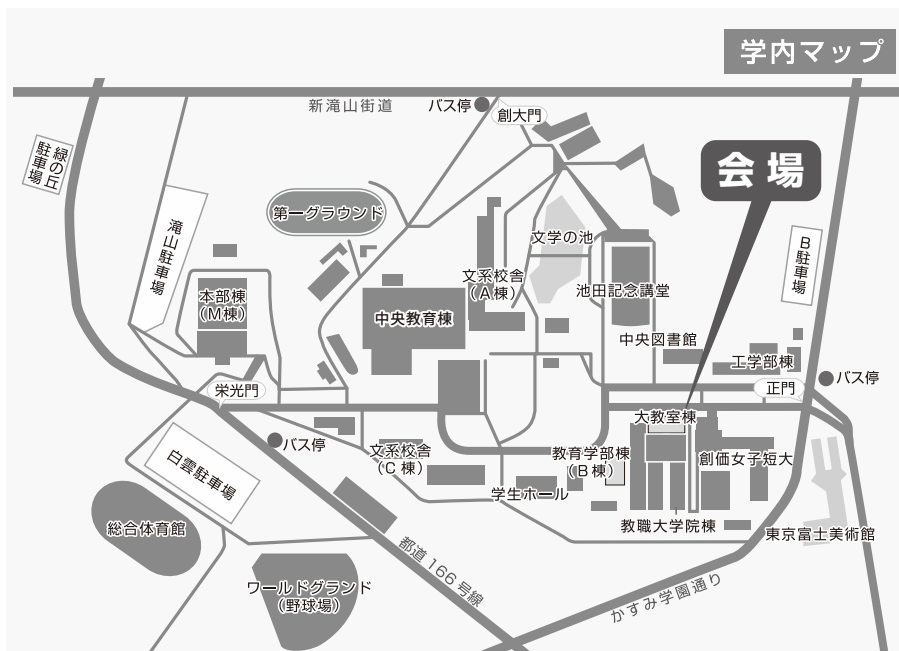 学内マップ
新滝山街道
バス停
創大門
緑の丘
駐車場
会場
滝山駐車場
第一グラウンド
文学の池
B駐車場
文系校舎
（A棟）
池田記念講堂
本部棟
（M棟）
中央教育棟
中央図書館
工学部棟
正門
バス停
栄光門
大教室棟
バス停
文系校舎
（C棟）
教育学部棟
（B棟）
創価女子短大
白雲駐車場
学生ホール
総合体育館
教職大学院棟
東京富士美術館
都道166号線
ワールドグランド
（野球場）
かすみ学園通り